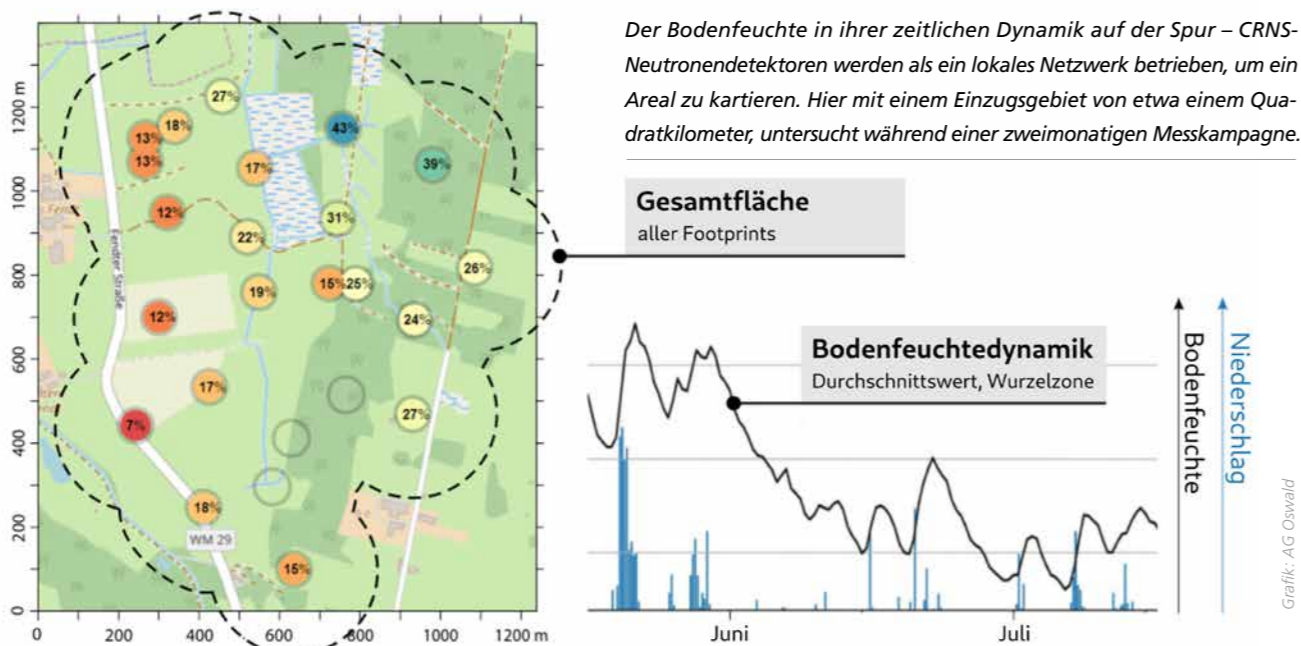 Der Bodenfeuchte in ihrer zeitlichen Dynamik auf der Spur – CRNS-
Neutronendetektoren werden als ein lokales Netzwerk betrieben, um ein
Areal zu kartieren. Hier mit einem Einzugsgebiet von etwa einem Qua-
dratkilometer, untersucht während einer zweimonatigen Messkampagne.
1200 m
1000
800
600
400
200
0
0
200
400
600
800
1000
1200 m
27%
18%
13%
13%
43%
39%
17%
12%
31%
22%
26%
15%
25%
19%
12%
24%
17%
27%
7%
18%
15%
Fendter Straße
WM 29
Gesamtfläche
aller Footprints
Bodenfeuchtedynamik
Durchschnittswert, Wurzelzone
Bodenfeuchte
Niederschlag
Juni
Juli
Grafik: AG Oswald